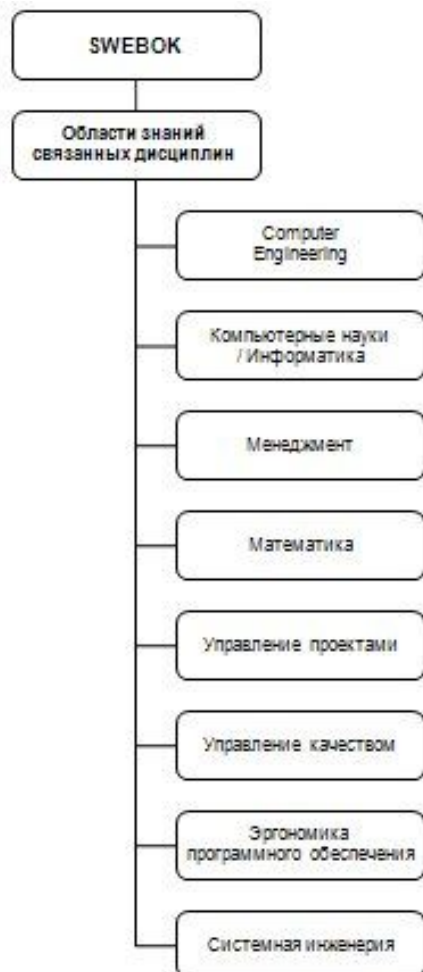 SWEBOK
Области знаний
связанных дисциплин
Computer
Engineering
Компьютерные науки
/ Информатика
Менеджмент
Математика
Управление проектами
Управление качеством
Эргономика
программного обеспечения
Системная инженерия